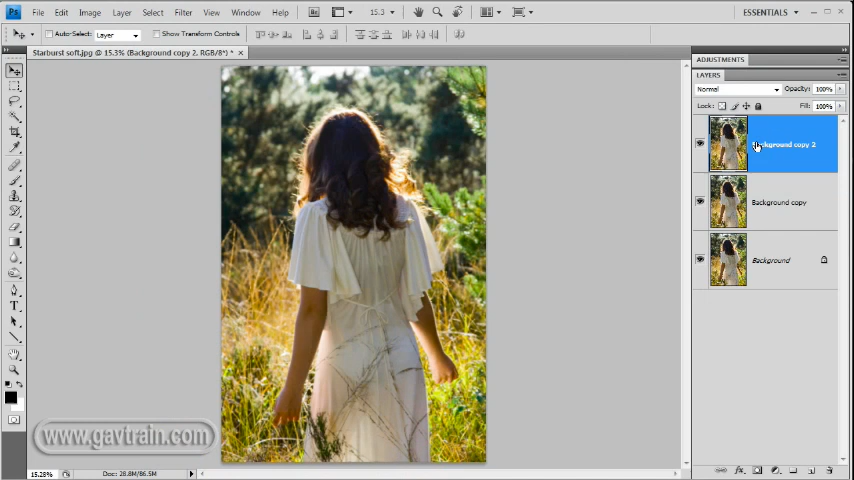 Ps File Edit Image Layer Select Filter View Window Help Br 15.3 ESSENTIALS
Auto-Select: Layer Show Transform Controls
Starburst soft.jpg @ 15.3% (Background copy 2, RGB/8*) *
ADJUSTMENTS
LAYERS
Normal Opacity: 100%
Lock: Fill: 100%
Background copy 2
Background copy
Background
T
www.gavtrain.com
15.28% Doc: 28.8M/86.5M